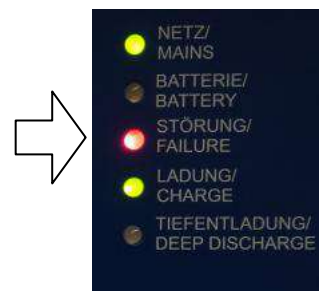 NETZ/
MAINS
BATTERIE/
BATTERY
STÖRUNG/
FAILURE
LADUNG/
CHARGE
TIEFENTLADUNG/
DEEP DISCHARGE